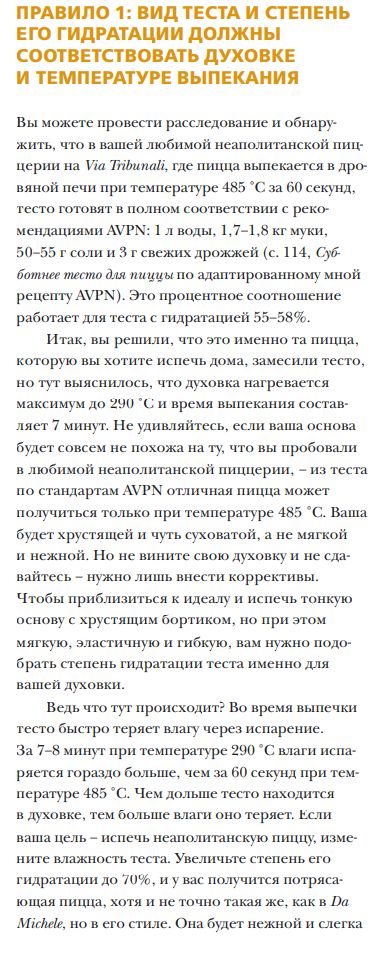 ПРАВИЛО 1: ВИД ТЕСТА И СТЕПЕНЬ
ЕГО ГИДРАТАЦИИ ДОЛЖНЫ
СООТВЕТСТВОВАТЬ ДУХОВКЕ
И ТЕМПЕРАТУРЕ ВЫПЕКАНИЯ
Вы можете провести расследование и обнару-
жить, что в вашей любимой неаполитанской пиц-
церии на Via Tribunali, где пицца выпекается в дро-
вяной печи при температуре 485 ˚С за 60 секунд,
тесто готовят в полном соответствии с реко-
мендациями AVPN: 1 л воды, 1,7–1,8 кг муки,
50–55 г соли и 3 г свежих дрожжей (с. 114, Суб-
ботнее тесто для пиццы по адаптированному мной
рецепту AVPN). Это процентное соотношение
работает для теста с гидратацией 55–58%.
Итак, вы решили, что это именно та пицца,
которую вы хотите испечь дома, замесили тесто,
но тут выяснилось, что духовка нагревается
максимум до 290 ˚С и время выпекания состав-
ляет 7 минут. Не удивляйтесь, если ваша основа
будет совсем не похожа на ту, что вы пробовали
в любимой неаполитанской пиццерии, – из теста
по стандартам AVPN отличная пицца может
получиться только при температуре 485 ˚С. Ваша
будет хрустящей и чуть суховатой, а не мягкой
и нежной. Но не вините свою духовку и не сда-
вайтесь – нужно лишь внести коррективы.
Чтобы приблизиться к идеалу и испечь тонкую
основу с хрустящим бортиком, но при этом
мягкую, эластичную и гибкую, вам нужно подо-
брать степень гидратации теста именно для
вашей духовки.
Ведь что тут происходит? Во время выпечки
тесто быстро теряет влагу через испарение.
За 7–8 минут при температуре 290 ˚С влаги испа-
ряется гораздо больше, чем за 60 секунд при тем-
пературе 485 ˚С. Чем дольше тесто находится
в духовке, тем больше влаги оно теряет. Если
ваша цель – испечь неаполитанскую пиццу, изме-
ните влажность теста. Увеличьте степень его
гидратации до 70%, и у вас получится потряса-
ющая пицца, хотя и не точно такая же, как в Da
Michele, но в его стиле. Она будет нежной и слегка